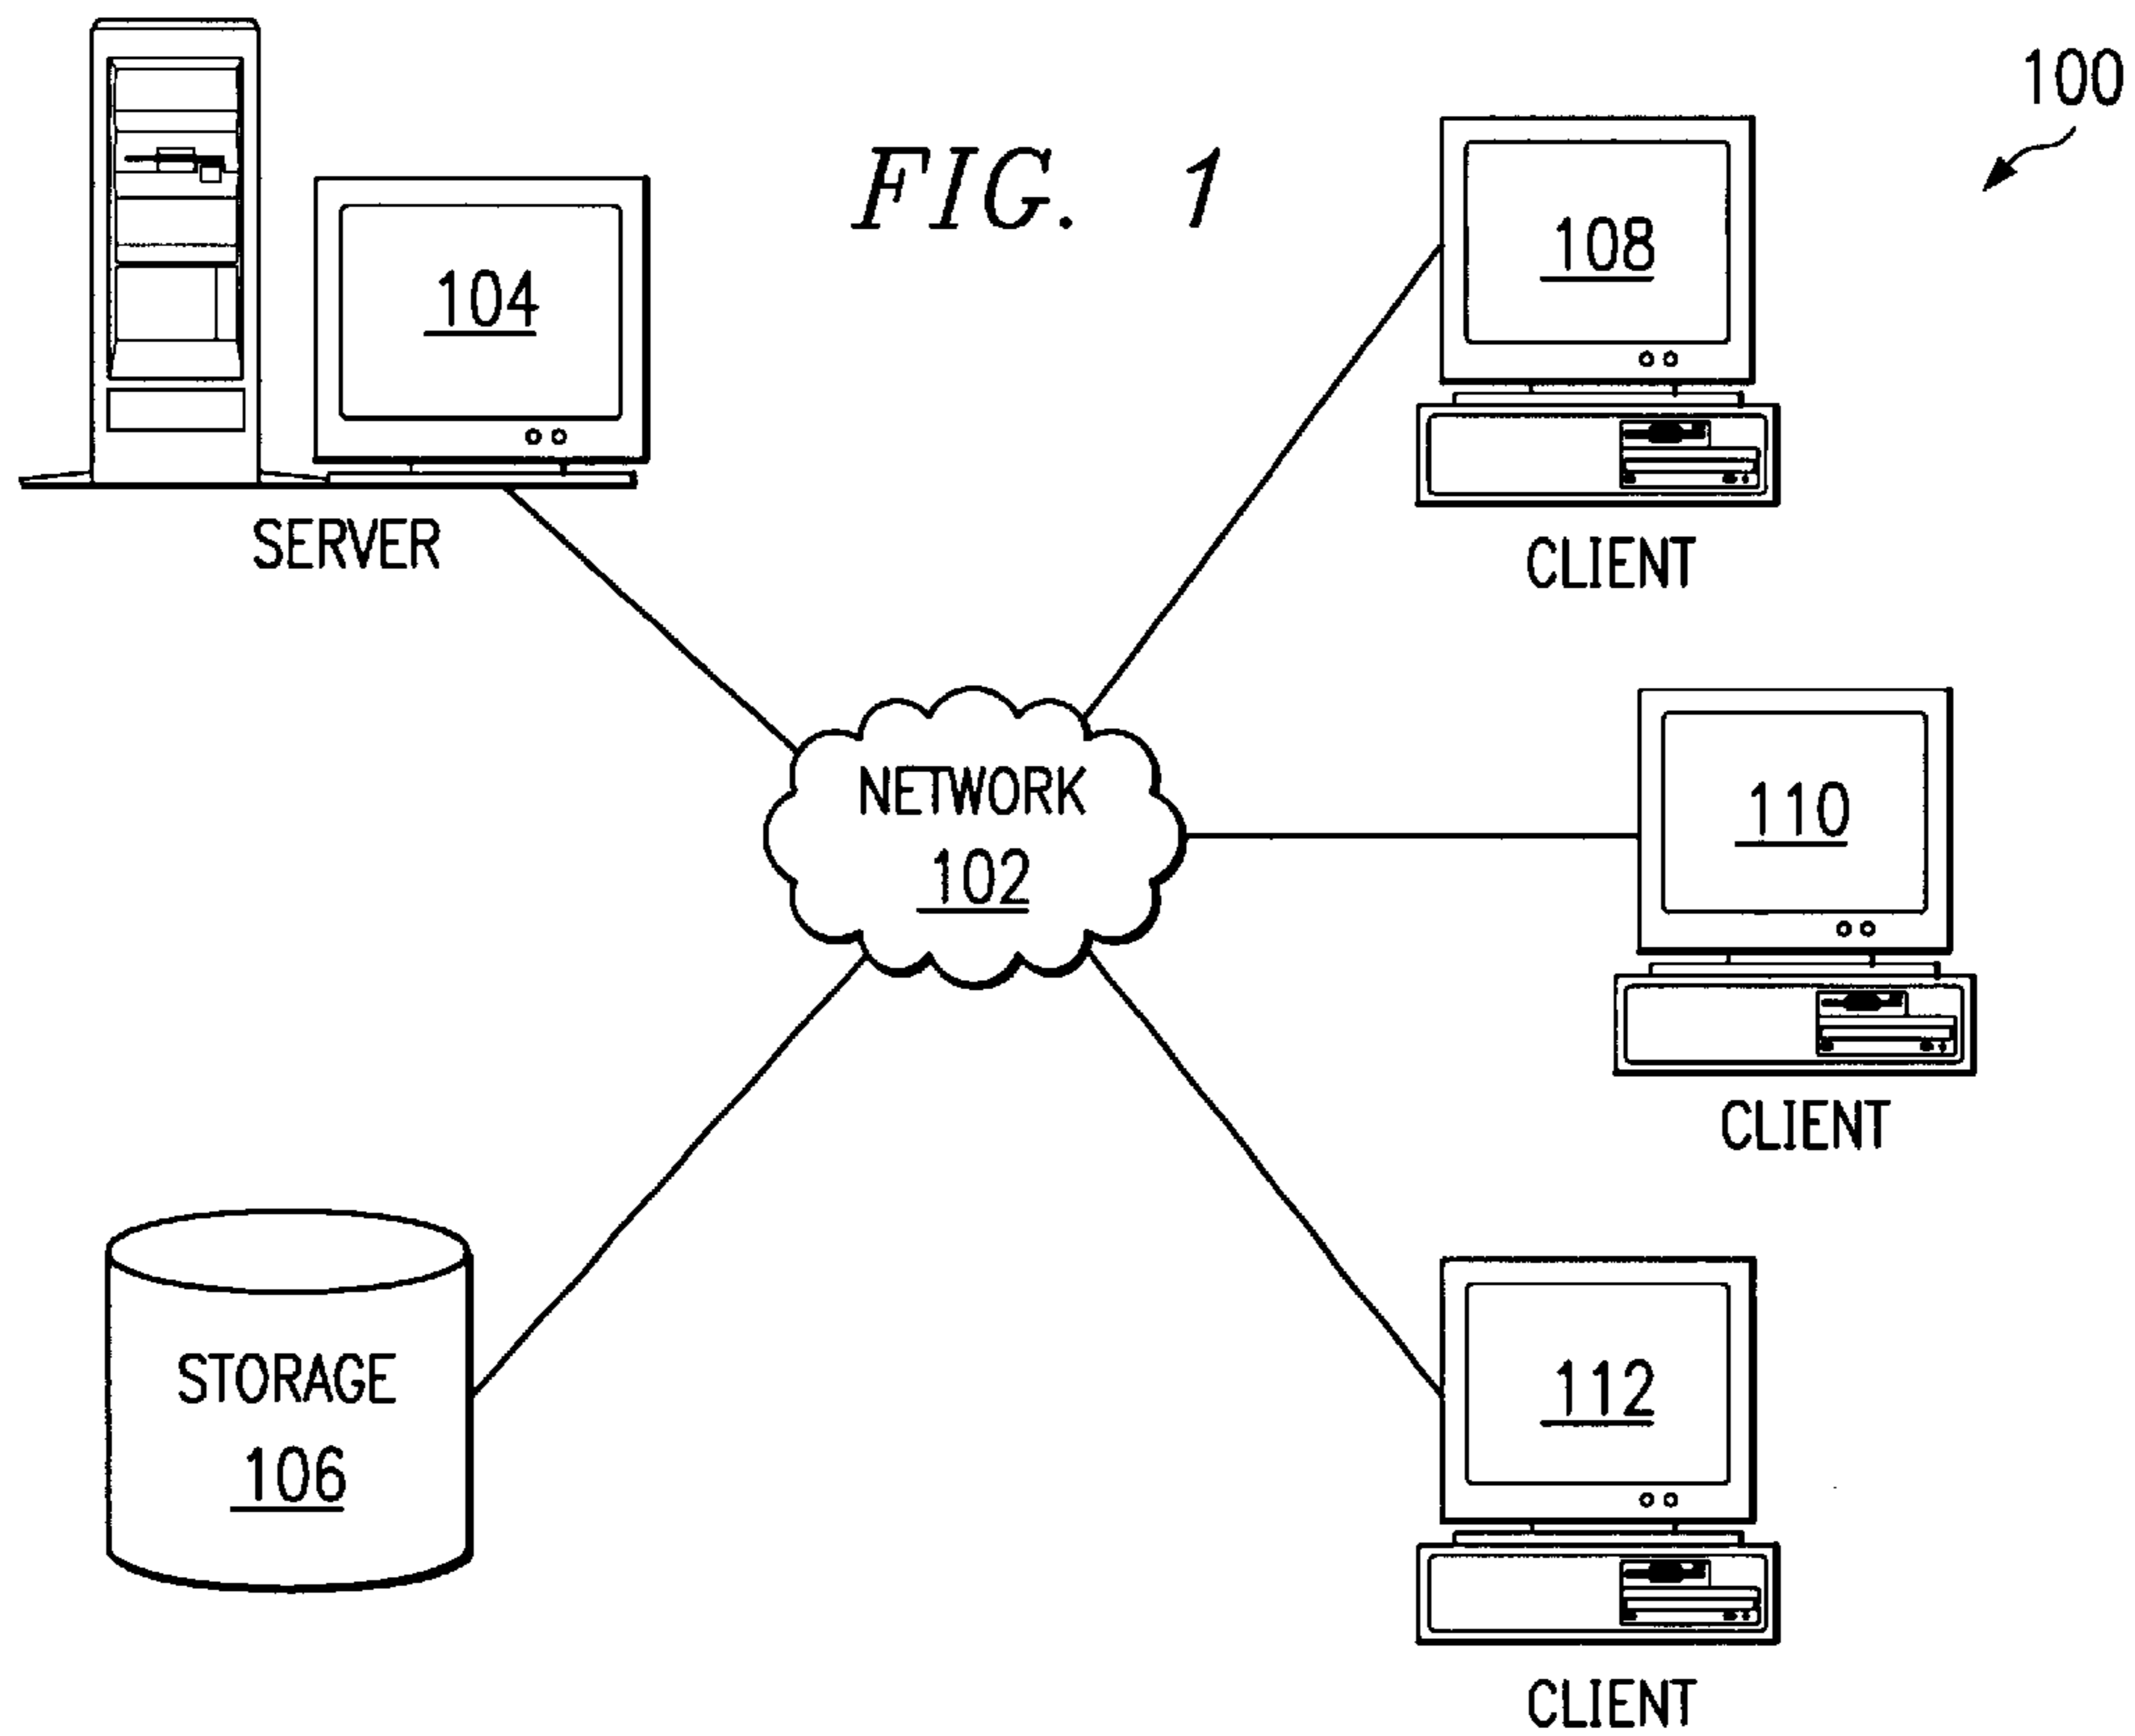 100
FIG. 1
108
104
SERVER
CLIENT
NETWORK
102
110
CLIENT
STORAGE
106
112
CLIENT